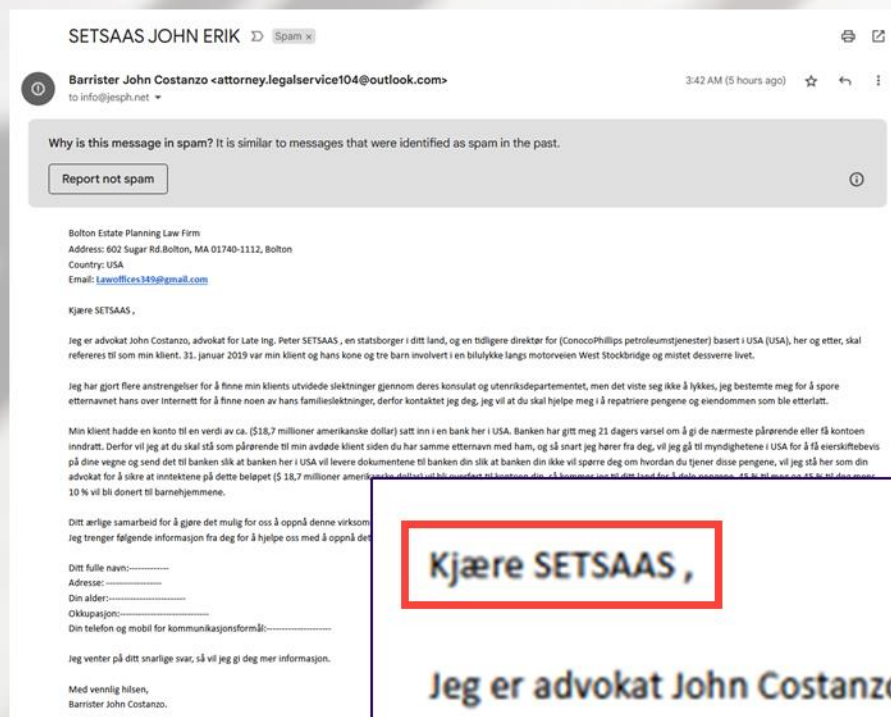 SETSAAS JOHN ERIK Spam x
Barrister John Costanzo <attorney.legalservice104@outlook.com>
3:42 AM (5 hours ago)
to info@jesph.net
Why is this message in spam? It is similar to messages that were identified as spam in the past.
Report not spam
Bolton Estate Planning Law Firm
Address: 602 Sugar Rd.Bolton, MA 01740-1112, Bolton
Country: USA
Email: Lawoffices349@gmail.com
Kjære SETSAAS ,
Jeg er advokat John Costanzo, advokat for Late Ing. Peter SETSAAS , en statsborger i ditt land, og en tidligere direktør for (ConocoPhillips petroleumstjenester) basert i USA (USA), her og etter, skal
refereres til som min klient. 31. januar 2019 var min klient og hans kone og tre barn involvert i en bilulykke langs motorveien West Stockbridge og mistet dessverre livet.
Jeg har gjort flere anstrengelser for å finne min klients utvidede slektninger gjennom deres konsulat og utenriksdepartementet, men det viste seg ikke å lykkes, jeg bestemte meg for å spore
etternavnet hans over Internett for å finne noen av hans familieslektninger, derfor kontaktet jeg deg, jeg vil at du skal hjelpe meg i å repatriere pengene og eiendommen som ble etterlatt.
Min klient hadde en konto til en verdi av ca. ($18,7 millioner amerikanske dollar) satt inn i en bank her i USA. Banken har gitt meg 21 dagers varsel om å gi de nærmeste pårørende eller få kontoen
inndratt. Derfor vil jeg at du skal stå som pårørende til min avdøde klient siden du har samme etternavn med ham, og så snart jeg hører fra deg, vil jeg gå til myndighetene i USA for å få eierskiftebevis
på dine vegne og send det til banken slik at banken her i USA vil levere dokumentene til banken din slik at banken din ikke vil spørre deg om hvordan du tjener disse pengene, vil jeg stå her som din
advokat for å sikre at inntektene på dette beløpet ($ 18,7 millioner amerikanske dollar) vil bli overført til kontoen din, så kommer jeg til ditt land for å dele pengene, 45 % til meg og 45 % til deg mens
10 % vil bli donert til barnehjemmene.
Ditt ærlige samarbeid for å gjøre det mulig for oss å oppnå denne virksom
Jeg trenger følgende informasjon fra deg for å hjelpe oss med å oppnå det
Ditt fulle navn:-------------
Adresse: ------------------
Din alder:-------------------------
Okkupasjon:-----------------------------
Din telefon og mobil for kommunikasjonsformål:---------------------
Jeg venter på ditt snarlige svar, så vil jeg gi deg mer informasjon.
Med vennlig hilsen,
Barrister John Costanzo.
Kjære SETSAAS ,
Jeg er advokat John Costanzo